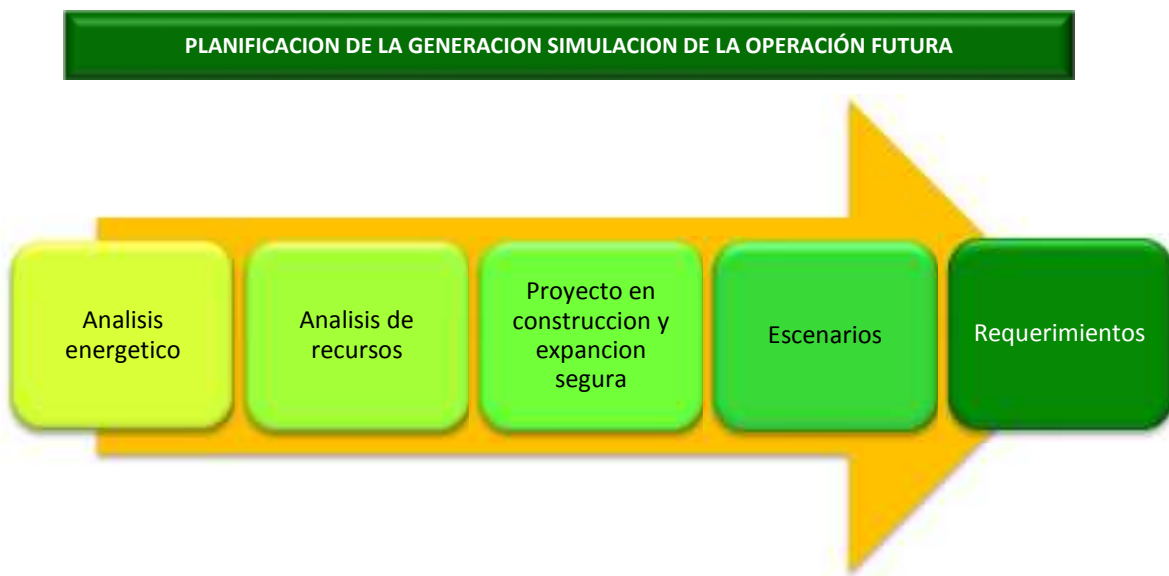 PLANIFICACION DE LA GENERACION SIMULACION DE LA OPERACIÓN FUTURA
Analisis
energetico
Analisis de
recursos
Proyecto en
construccion y
expancion
segura
Escenarios
Requerimientos